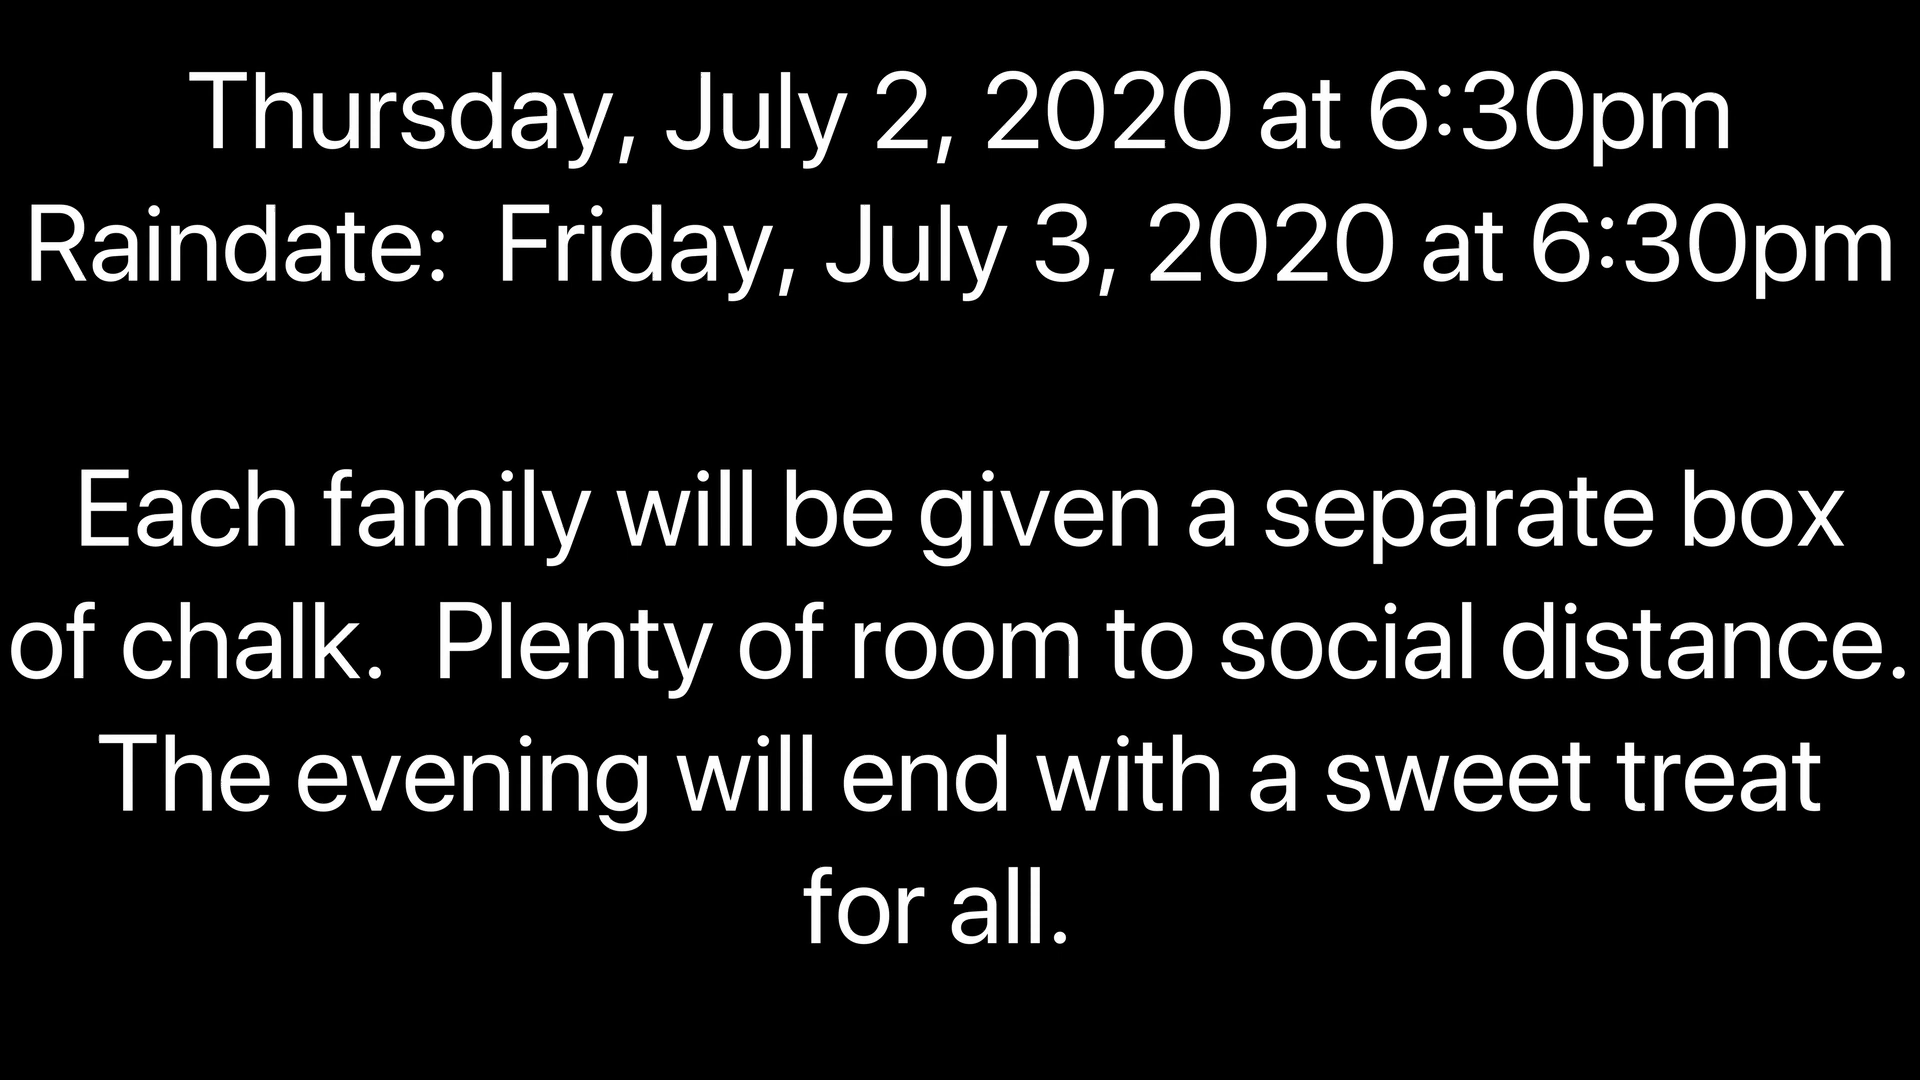 Thursday, July 2, 2020 at 6:30pm
Raindate:  Friday, July 3, 2020 at 6:30pm
Each family will be given a separate box
of chalk.  Plenty of room to social distance.
The evening will end with a sweet treat
for all.